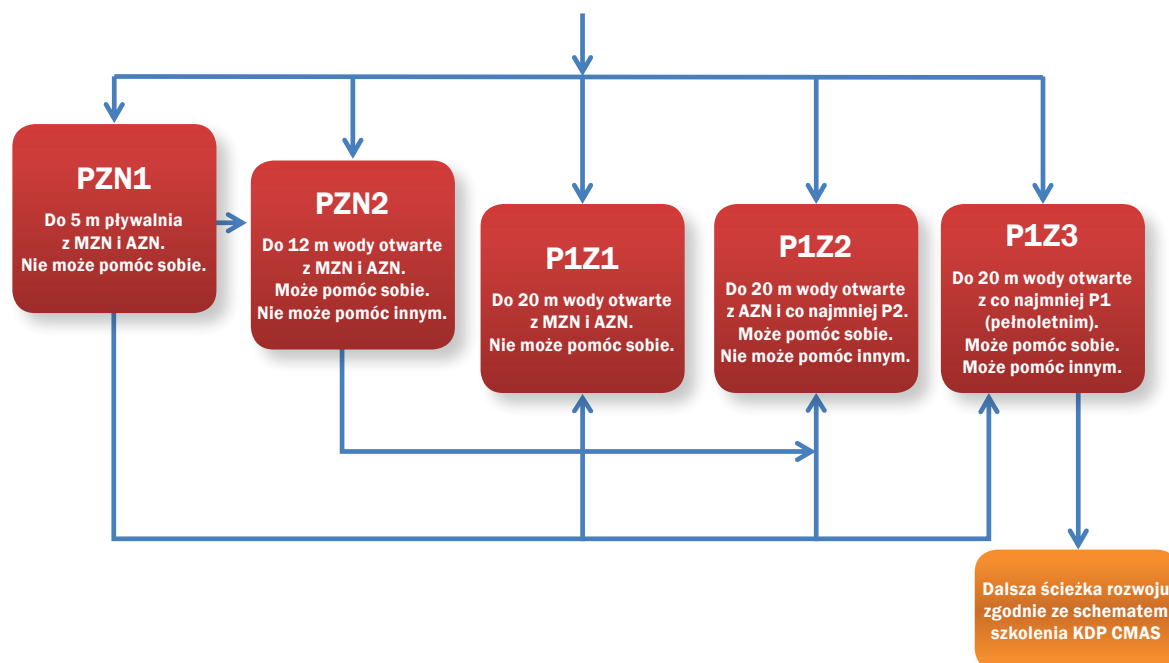 PZN1
Do 5 m pływalnia
z MZN i AZN.
Nie może pomóc sobie.
PZN2
Do 12 m wody otwarte
z MZN i AZN.
Może pomóc sobie.
Nie może pomóc innym.
P1Z1
Do 20 m wody otwarte
z MZN i AZN.
Nie może pomóc sobie.
P1Z2
Do 20 m wody otwarte
z AZN i co najmniej P2.
Może pomóc sobie.
Nie może pomóc innym.
P1Z3
Do 20 m wody otwarte
z co najmniej P1
(pełnoletnim).
Może pomóc sobie.
Może pomóc innym.
Dalsza ścieżka rozwoju
zgodnie ze schematem
szkolenia KDP CMAS